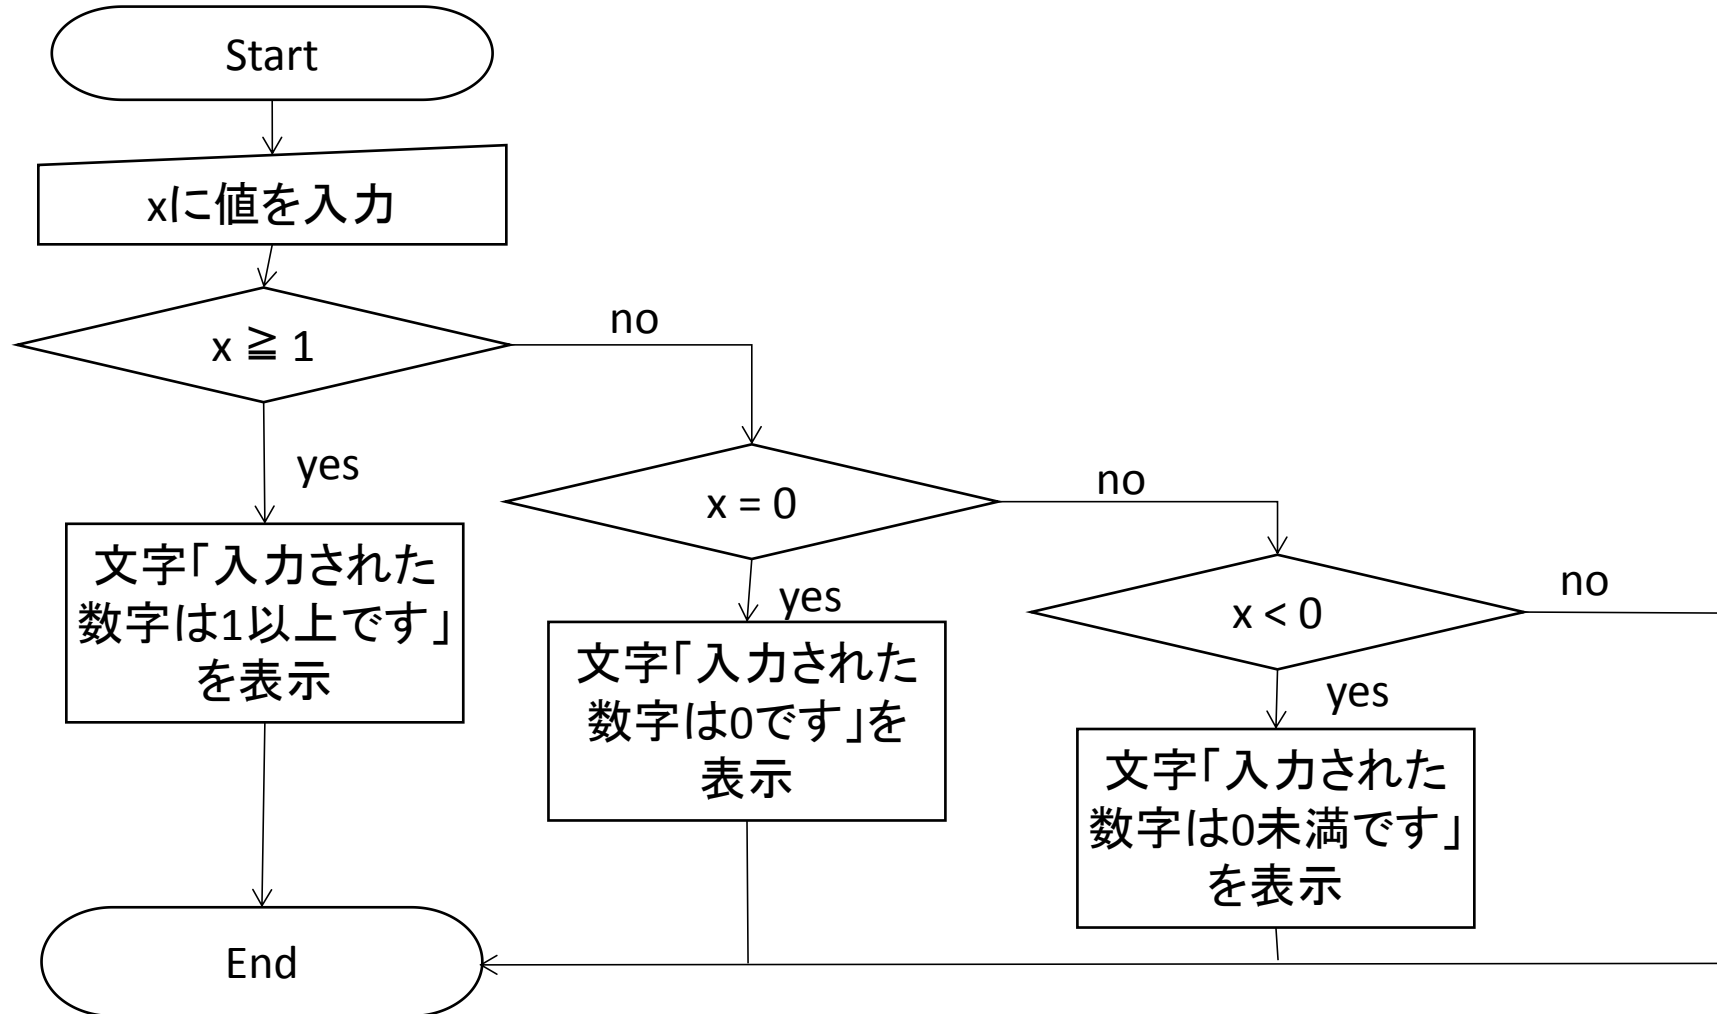 Start
xに値を入力
x ≧ 1
no
yes
文字「入力された
数字は1以上です」
を表示
x = 0
no
yes
文字「入力された
数字は0です」を
表示
x < 0
no
yes
文字「入力された
数字は0未満です」
を表示
End